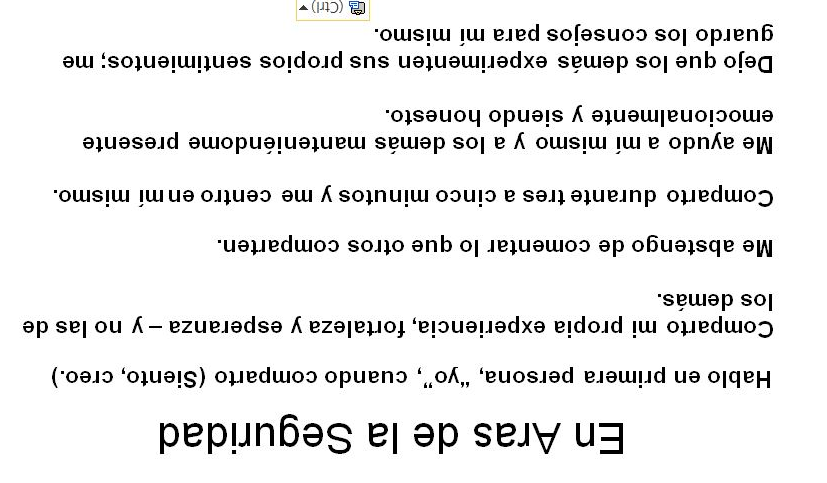 En Aras de la Seguridad
Hablo en primera persona, “yo”, cuando comparto (Siento, creo.)
Comparto mi propia experiencia, fortaleza y esperanza – y no las de
los demás.
Me abstengo de comentar lo que otros comparten.
Comparto durante tres a cinco minutos y me centro en mí mismo.
Me ayudo a mí mismo y a los demás manteniéndome presente
emocionalmente y siendo honesto.
Dejo que los demás experimenten sus propios sentimientos; me
guardo los consejos para mí mismo.
(Ctrl)